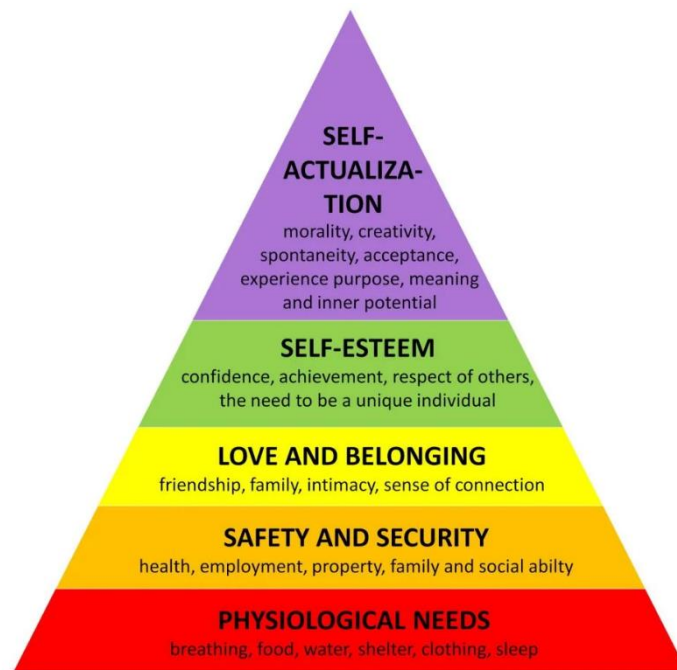 SELF-
ACTUALIZA-
TION
morality, creativity,
spontaneity, acceptance,
experience purpose, meaning
and inner potential
SELF-ESTEEM
confidence, achievement, respect of others,
the need to be a unique individual
LOVE AND BELONGING
friendship, family, intimacy, sense of connection
SAFETY AND SECURITY
health, employment, property, family and social abilty
PHYSIOLOGICAL NEEDS
breathing, food, water, shelter, clothing, sleep